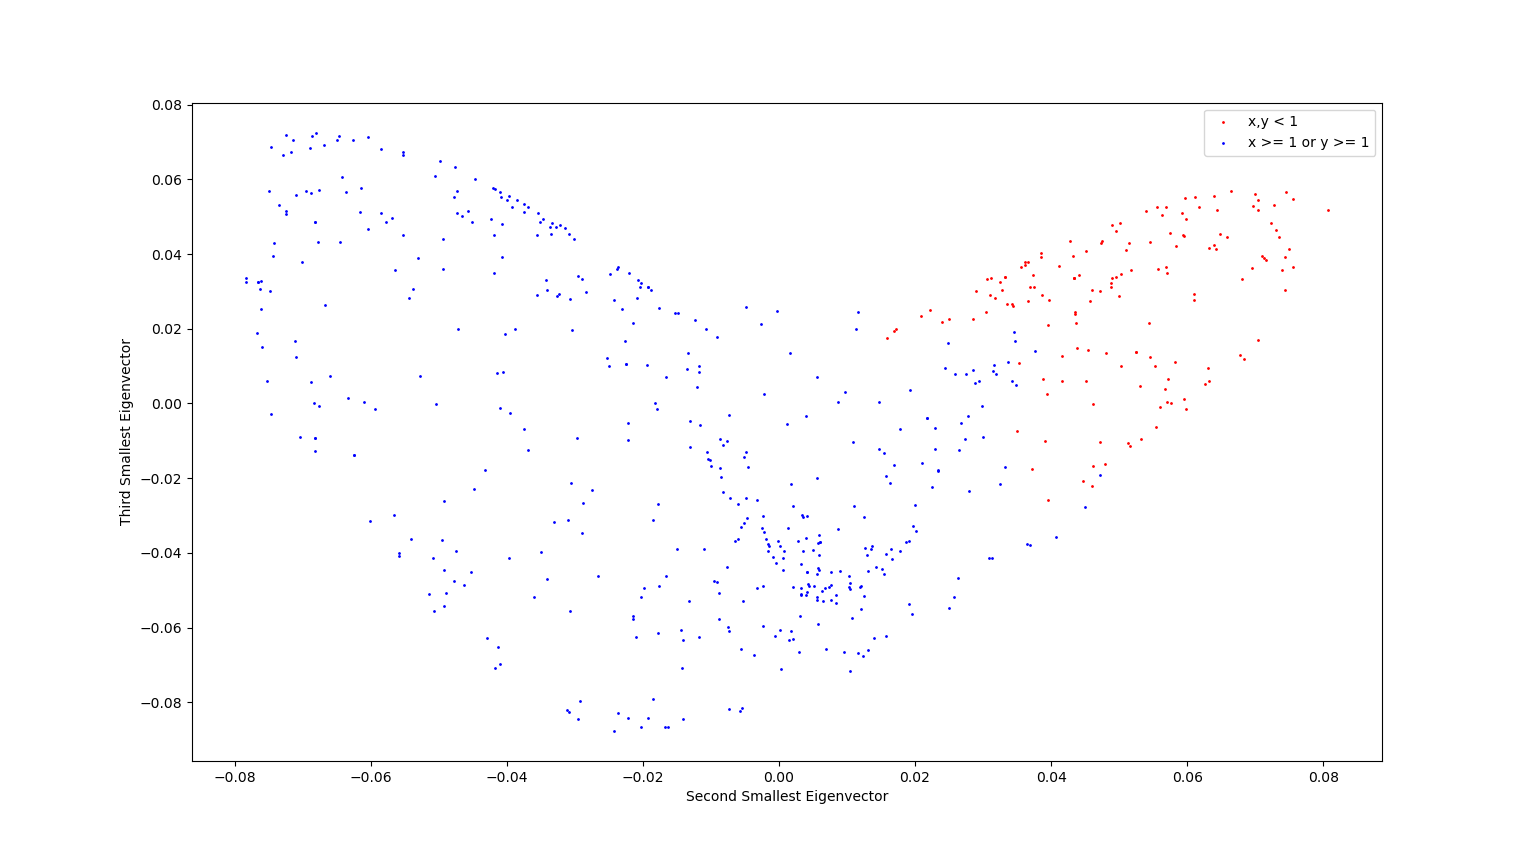 0.08
0.06
0.04
0.02
0.00
−0.02
−0.04
−0.06
−0.08
Third Smallest Eigenvector
x,y < 1
x >= 1 or y >= 1
−0.08 −0.06 −0.04 −0.02 0.00 0.02 0.04 0.06 0.08
Second Smallest Eigenvector